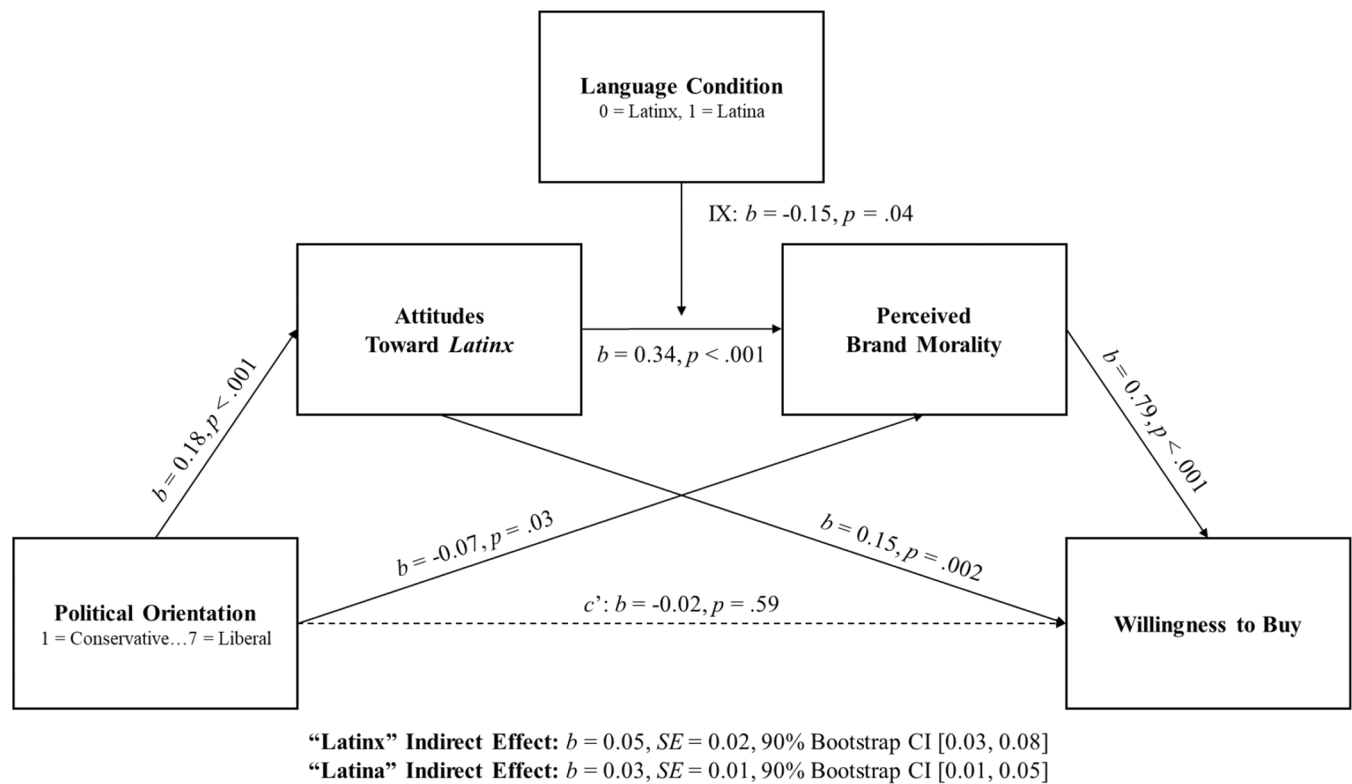 Language Condition
0 = Latinx, 1 = Latina
IX: b = -0.15, p = .04
Attitudes
Toward Latinx
b = 0.34, p < .001
Perceived
Brand Morality
b = 0.18, p < .001
b = 0.79, p < .001
b = -0.07, p = .03
b = 0.15, p = .002
Political Orientation
1 = Conservative…7 = Liberal
c’: b = -0.02, p = .59
Willingness to Buy
“Latinx” Indirect Effect: b = 0.05, SE = 0.02, 90% Bootstrap CI [0.03, 0.08]
“Latina” Indirect Effect: b = 0.03, SE = 0.01, 90% Bootstrap CI [0.01, 0.05]